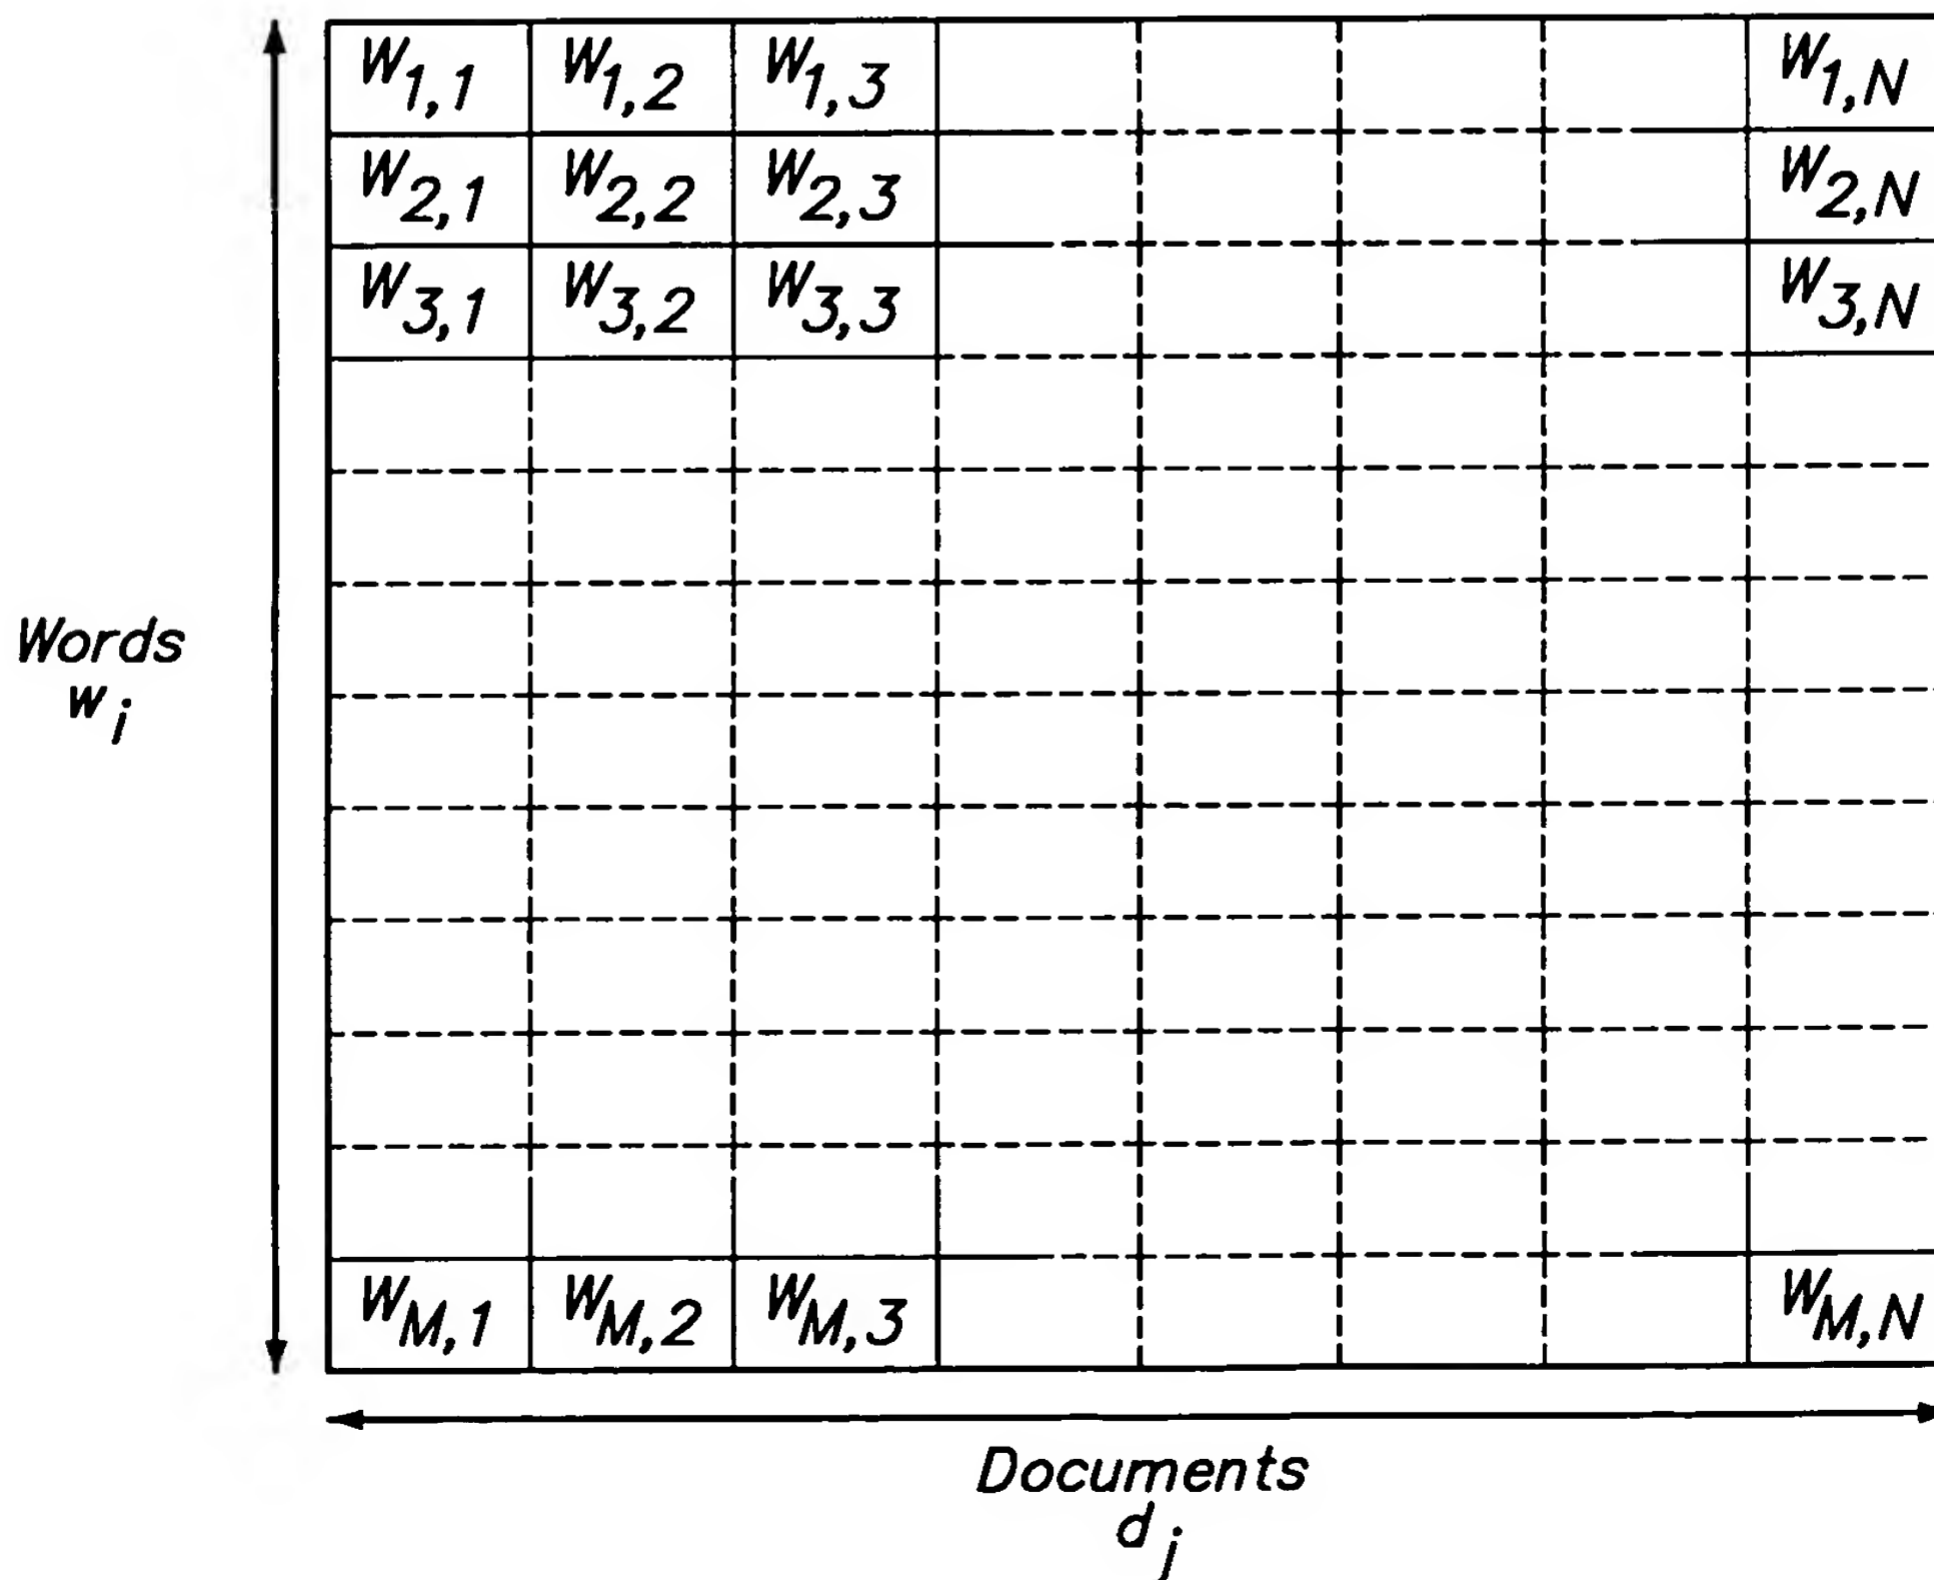 W1,1 W1,2 W1,3 W1,N
W2,1 W2,2 W2,3 W2,N
W3,1 W3,2 W3,3 W3,N
Words
wi
WM,1 WM,2 WM,3 WM,N
Documents
dj